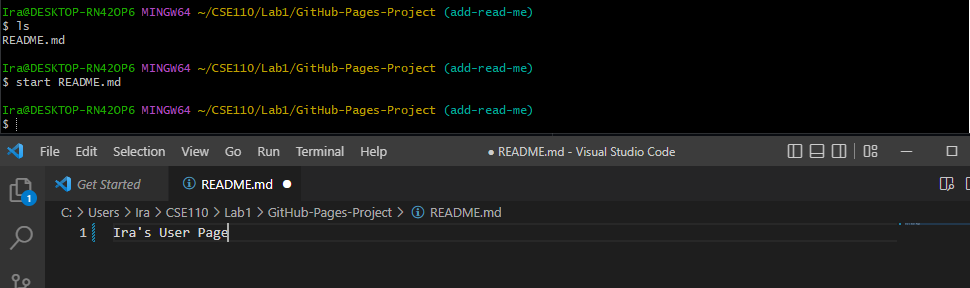 Ira@DESKTOP-RN42OP6 MINGW64 ~/CSE110/Lab1/GitHub-Pages-Project (add-read-me)
$ ls
README.md
Ira@DESKTOP-RN42OP6 MINGW64 ~/CSE110/Lab1/GitHub-Pages-Project (add-read-me)
$ start README.md
Ira@DESKTOP-RN42OP6 MINGW64 ~/CSE110/Lab1/GitHub-Pages-Project (add-read-me)
$
File Edit Selection View Go Run Terminal Help ● README.md - Visual Studio Code
Get Started README.md ●
1
C: > Users > Ira > CSE110 > Lab1 > GitHub-Pages-Project > README.md
1 Ira's User Page